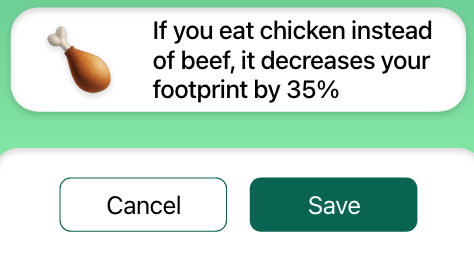 If you eat chicken instead
of beef, it decreases your
footprint by 35%
Cancel
Save